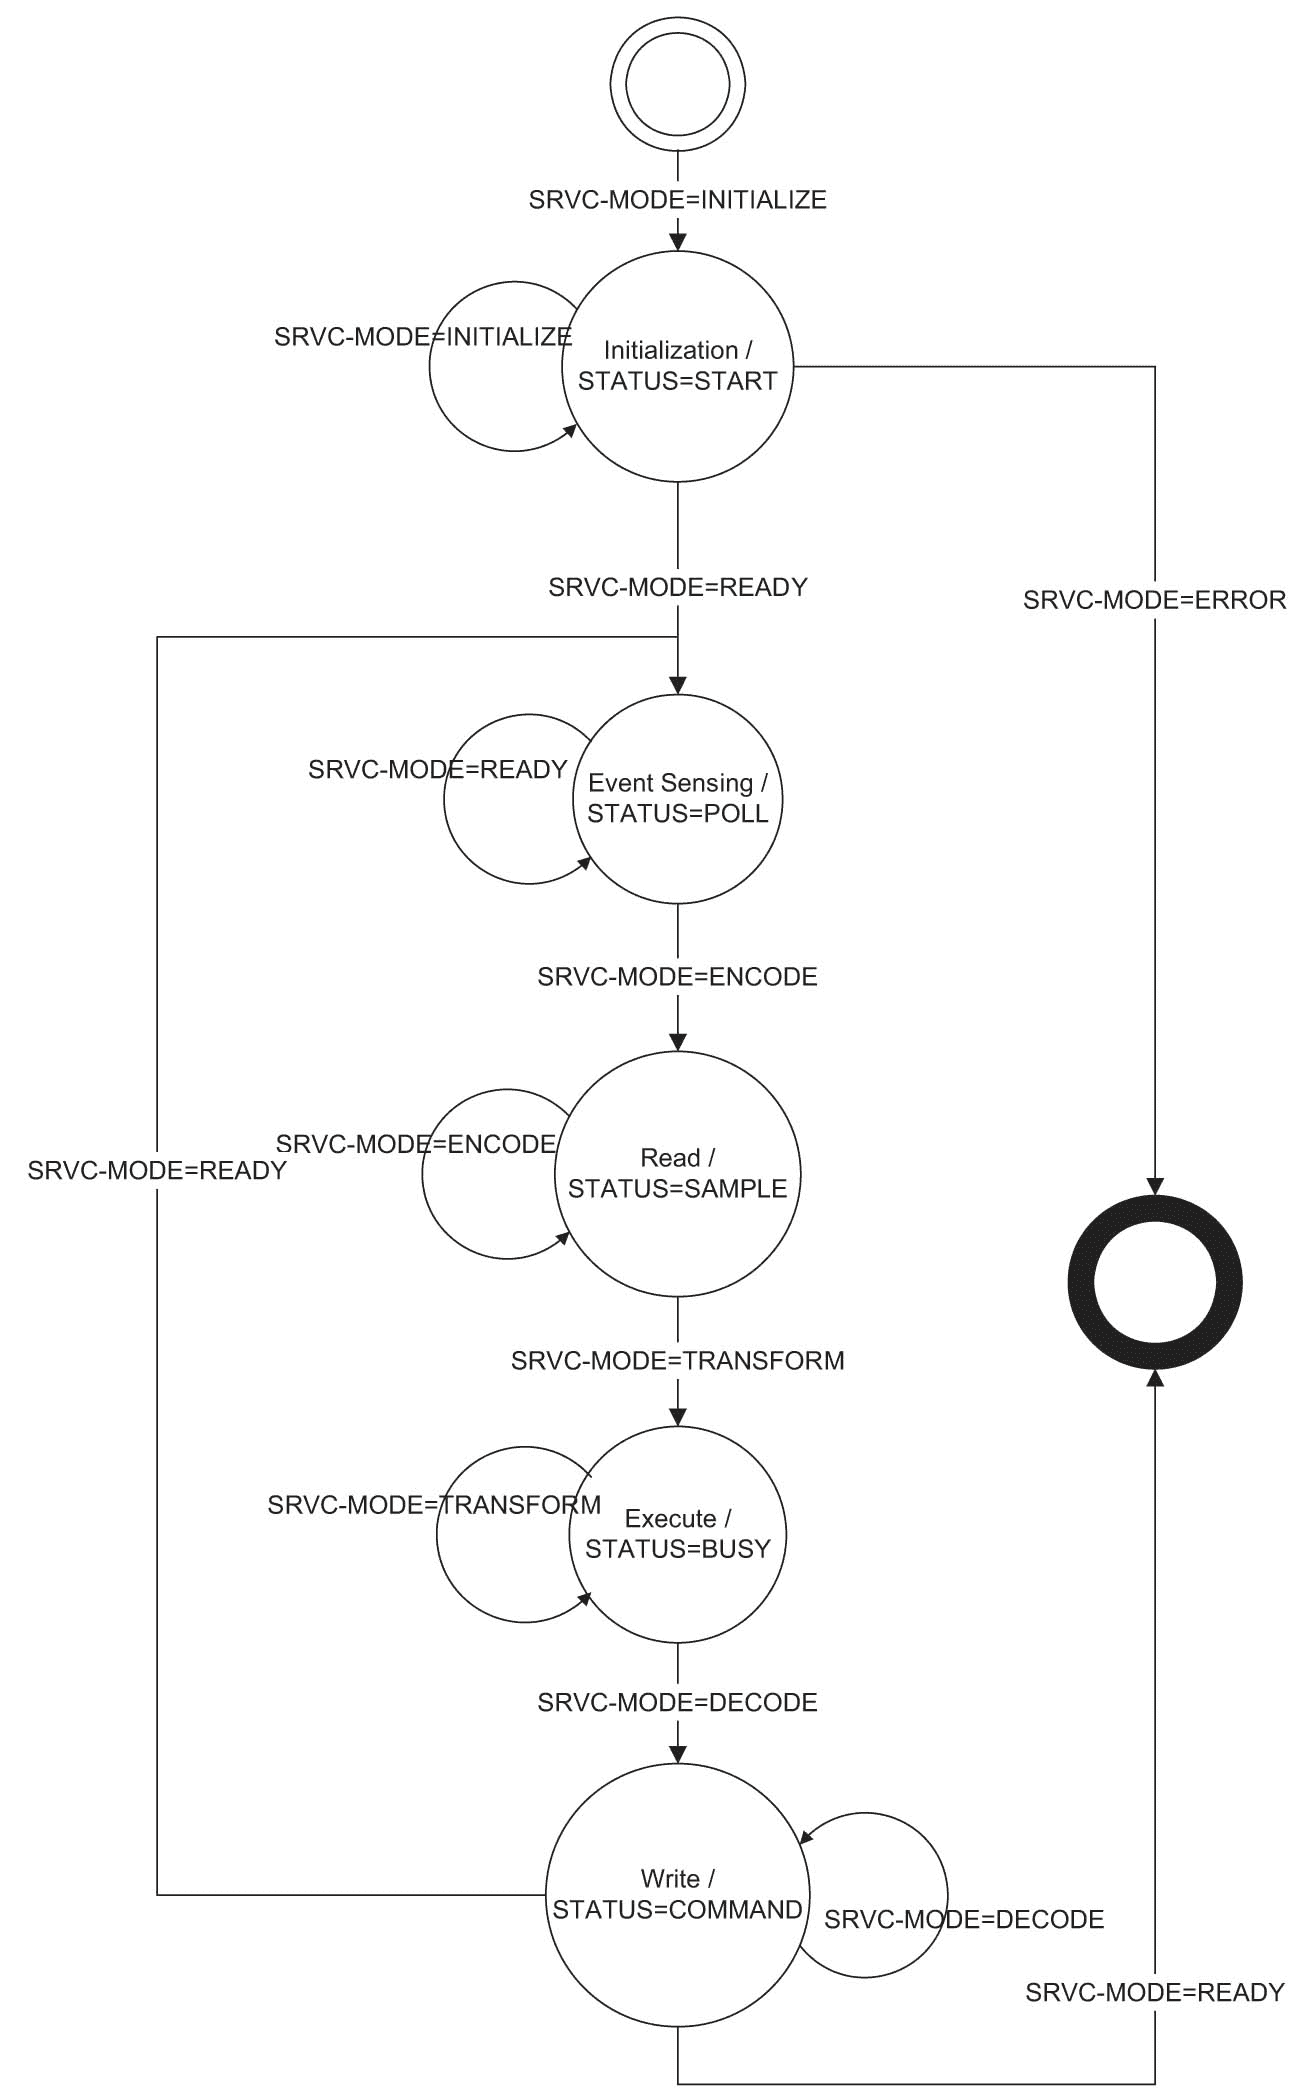 SRVC-MODE=INITIALIZE
SRVC-MODE=INITIALIZE
Initialization /
STATUS=START
SRVC-MODE=READY
SRVC-MODE=ERROR
SRVC-MODE=READY
Event Sensing /
STATUS=POLL
SRVC-MODE=ENCODE
SRVC-MODE=ENCODE
Read /
STATUS=SAMPLE
SRVC-MODE=READY
SRVC-MODE=TRANSFORM
SRVC-MODE=TRANSFORM
Execute /
STATUS=BUSY
SRVC-MODE=DECODE
Write /
STATUS=COMMAND
SRVC-MODE=DECODE
SRVC-MODE=READY